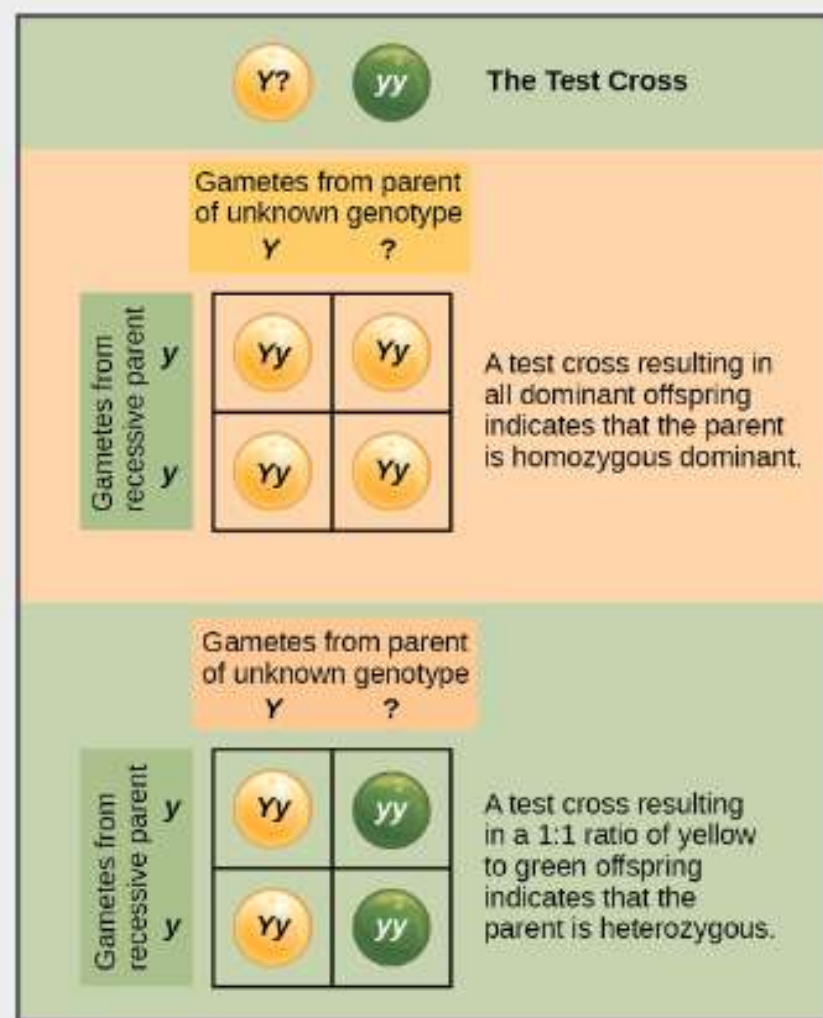 Y? yy The Test Cross
Gametes from parent
of unknown genotype
Y ?
Gametes from
recessive parent
y
y
Yy Yy
Yy Yy
A test cross resulting in
all dominant offspring
indicates that the parent
is homozygous dominant.
Gametes from parent
of unknown genotype
Y ?
Gametes from
recessive parent
y
y
Yy yy
Yy yy
A test cross resulting
in a 1:1 ratio of yellow
to green offspring
indicates that the
parent is heterozygous.